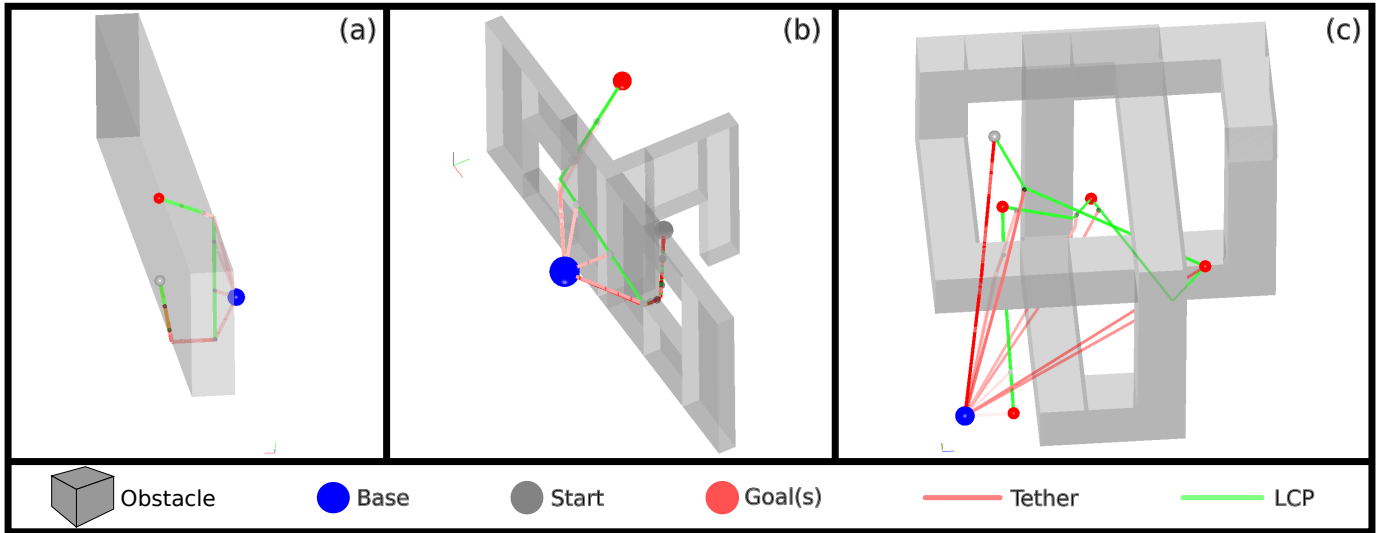 (a)
(b)
(c)
Obstacle
Base
Start
Goal(s)
Tether
LCP